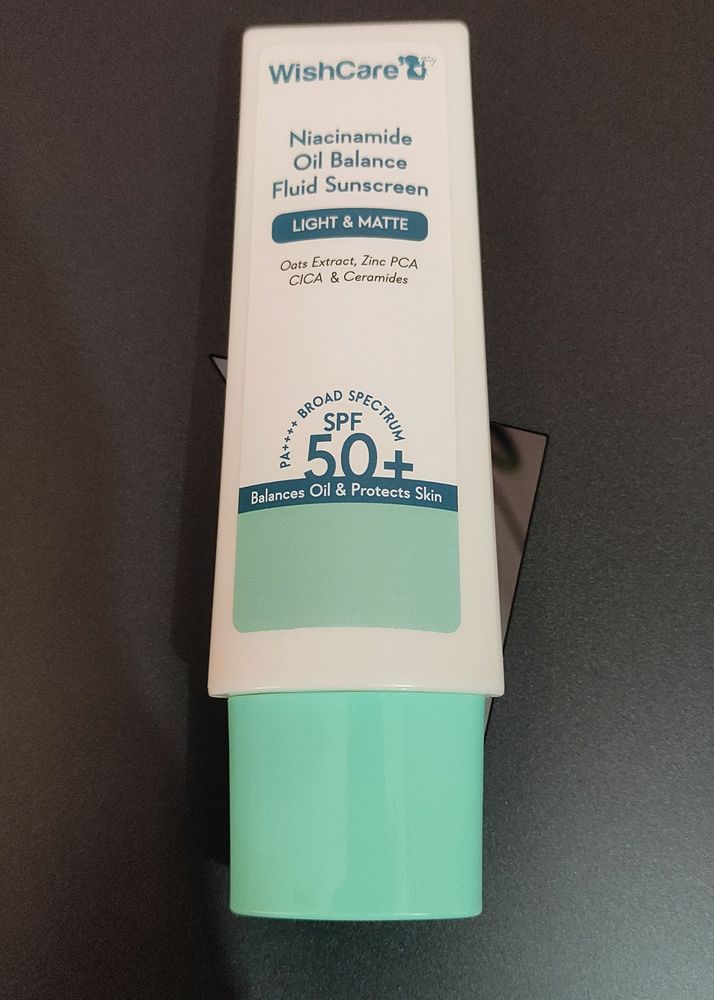 WishCare
Niacinamide
Oil Balance
Fluid Sunscreen
LIGHT & MATTE
Oats Extract, Zinc PCA
CICA & Ceramides
PA++++ BROAD SPECTRUM
SPF
50+
Balances Oil & Protects Skin